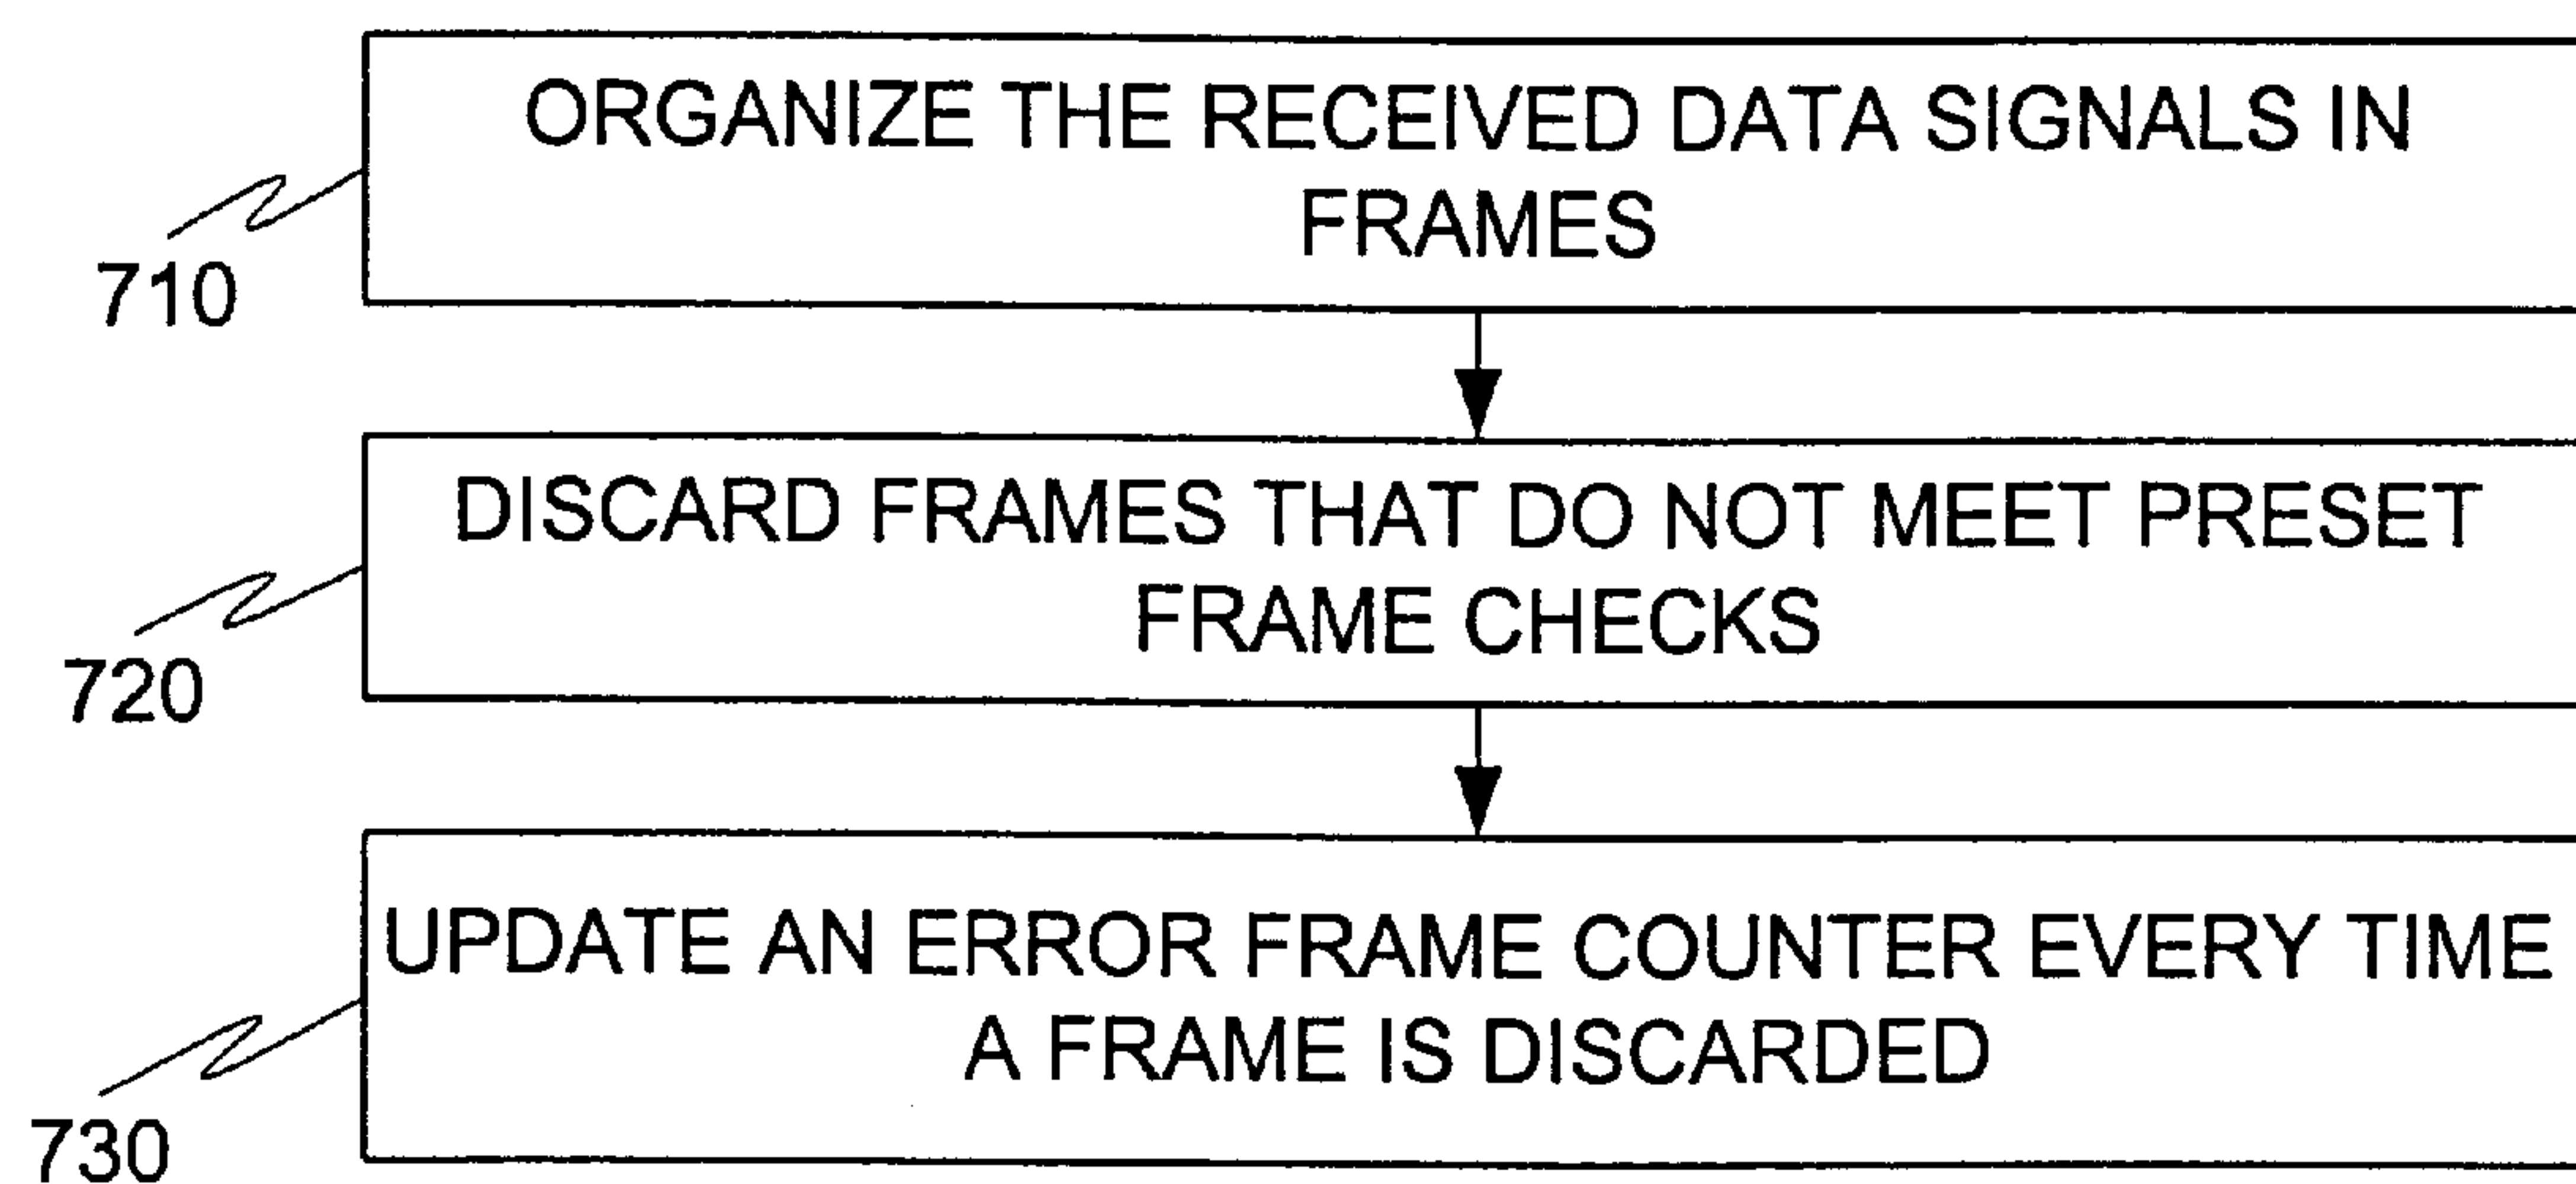 ORGANIZE THE RECEIVED DATA SIGNALS IN
FRAMES
710
DISCARD FRAMES THAT DO NOT MEET PRESET
FRAME CHECKS
720
UPDATE AN ERROR FRAME COUNTER EVERY TIME
A FRAME IS DISCARDED
730